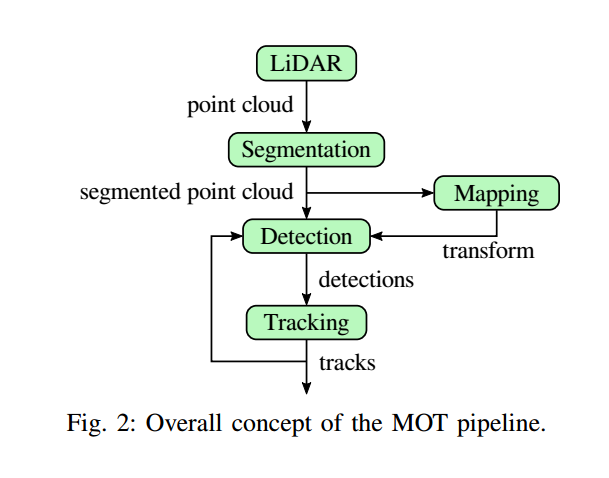 LiDAR
point cloud
Segmentation
segmented point cloud
Mapping
Detection
transform
detections
Tracking
tracks
Fig. 2: Overall concept of the MOT pipeline.